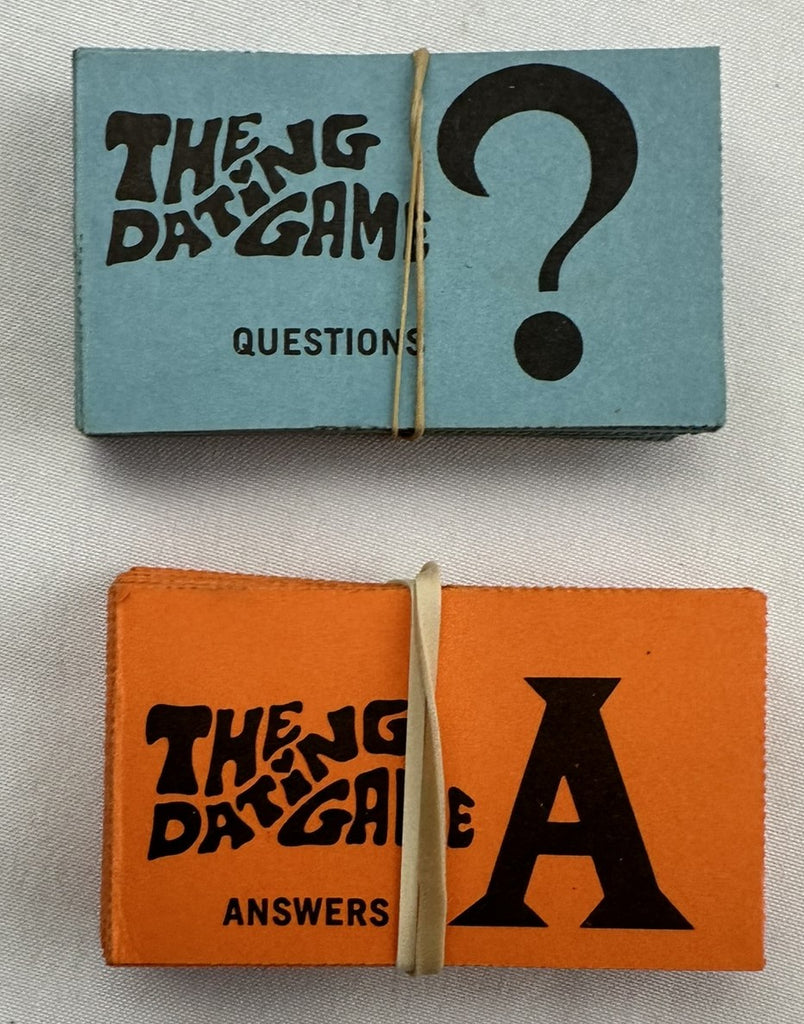 THE
DATING
GAME
?
QUESTIONS
THE
DATING
GAME
A
ANSWERS